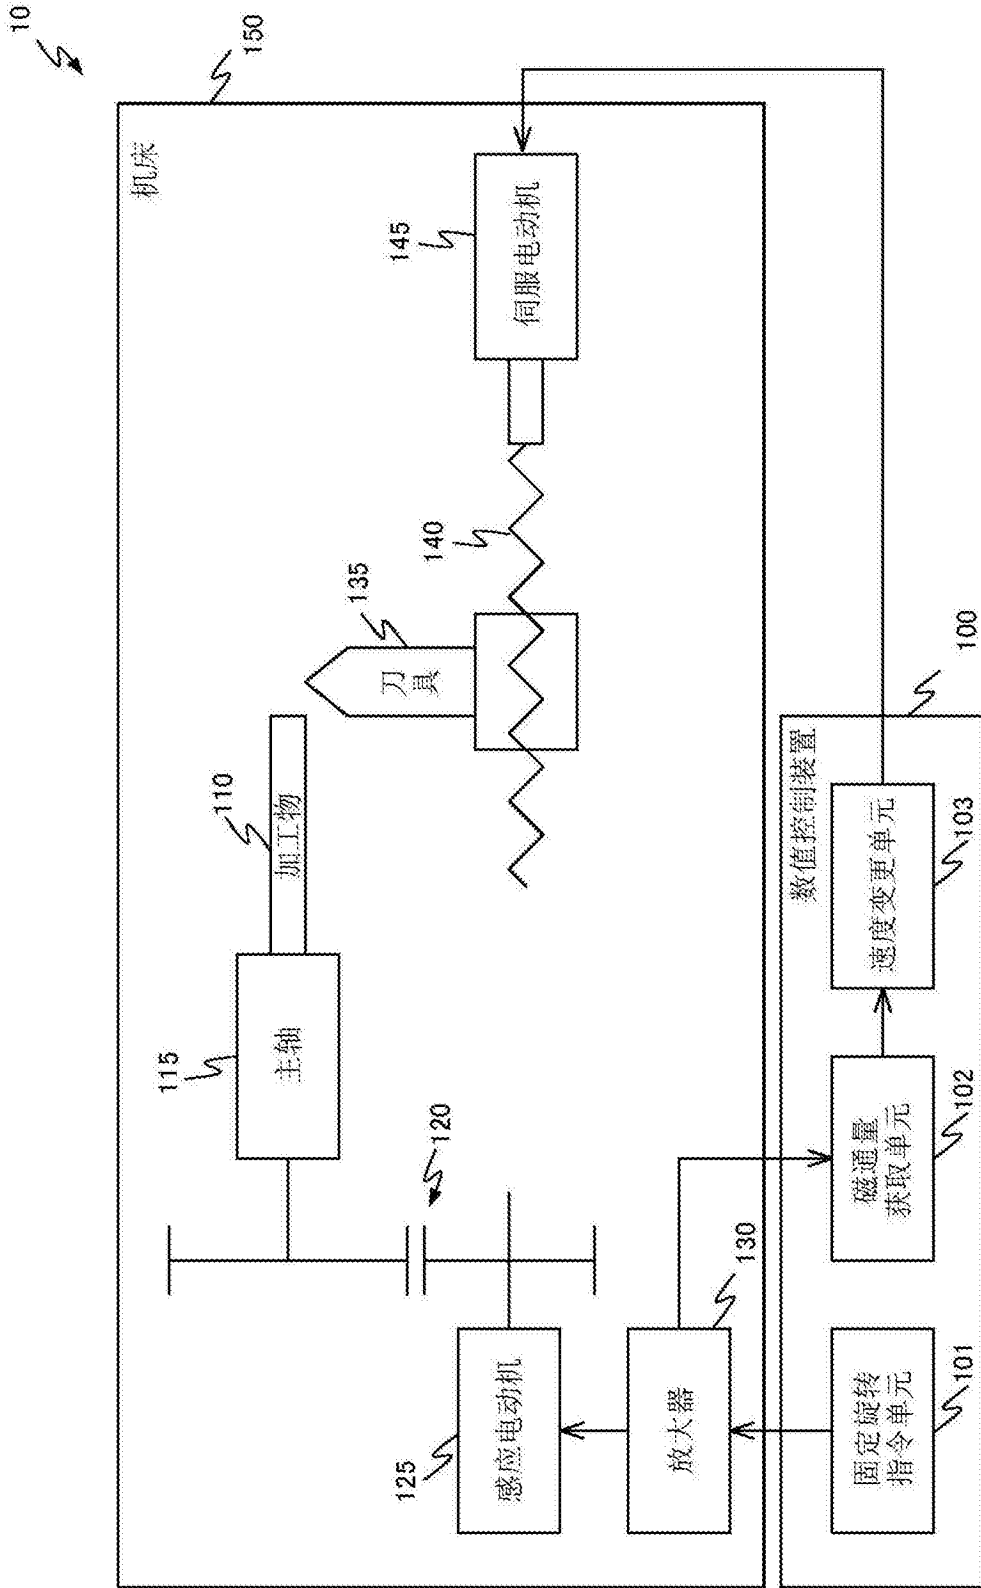 10
150
机床
145
伺服电动机
140
135
刀
具
110
加工物
115
主轴
120
125
感应电动机
130
放大器
100
数值控制装置
固定旋转
指令单元
101
磁通量
获取单元
102
速度变更单元
103